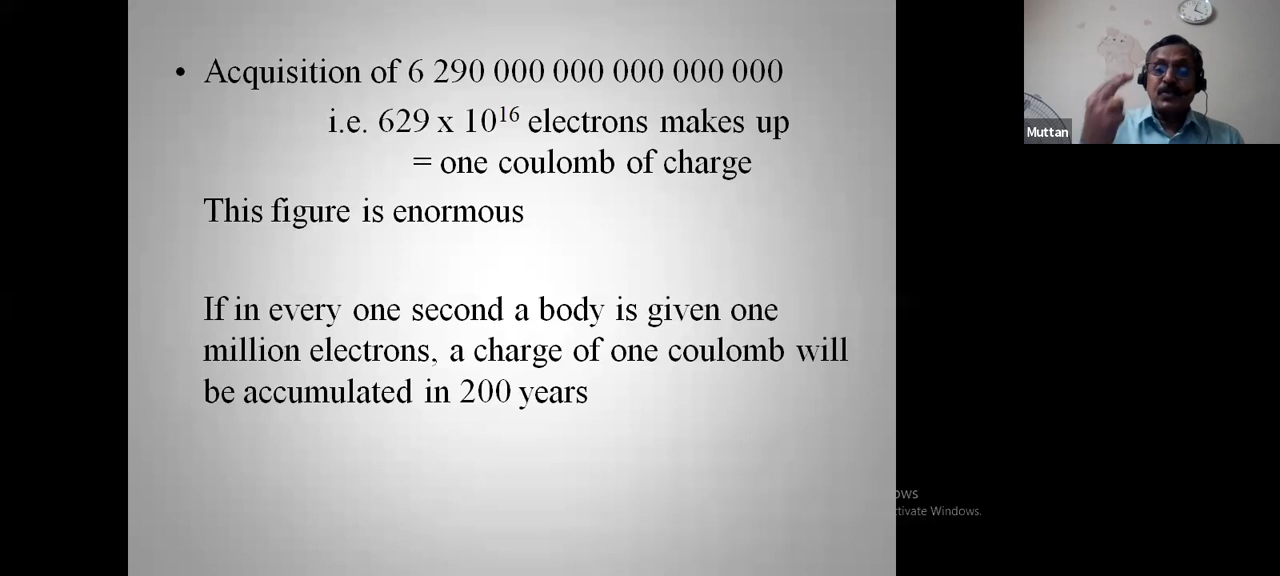 • Acquisition of 6 290 000 000 000 000 000
i.e. 629 x 10¹⁶ electrons makes up
= one coulomb of charge
This figure is enormous
If in every one second a body is given one
million electrons, a charge of one coulomb will
be accumulated in 200 years
Muttan
ows
tivate Windows.